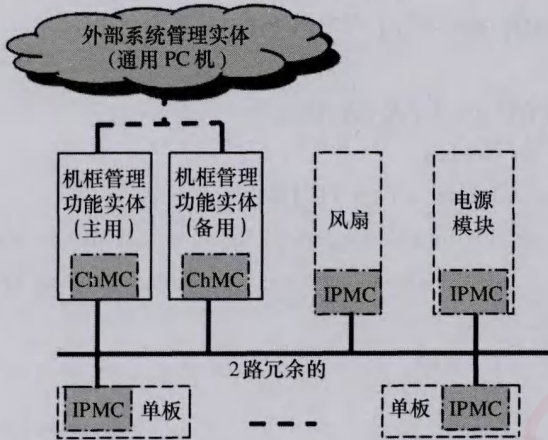 外部系统管理实体
(通用PC机)
机框管理
功能实体
(主用)
ChMC
机框管理
功能实体
(备用)
ChMC
风扇
IPMC
电源
模块
IPMC
2路冗余的
IPMC 单板
单板 IPMC